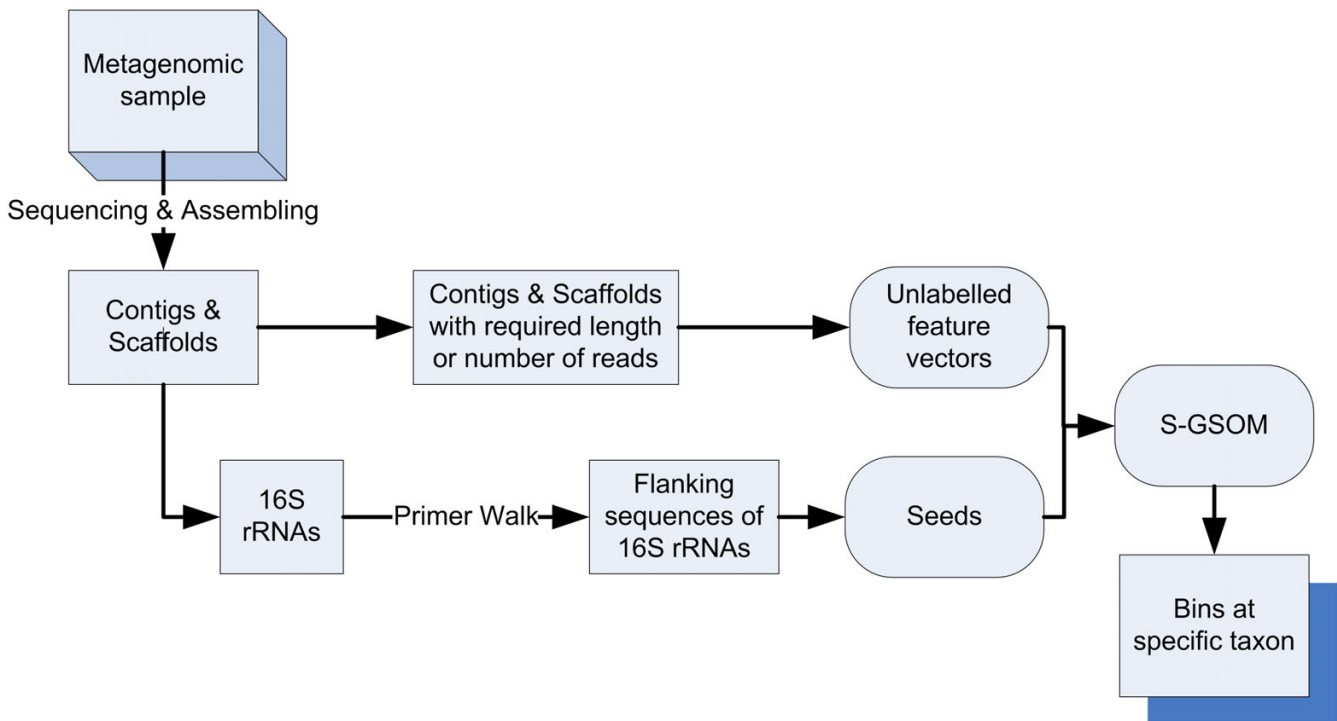 Metagenomic
sample
Sequencing & Assembling
Contigs &
Scaffolds
Contigs & Scaffolds
with required length
or number of reads
Unlabelled
feature
vectors
S-GSOM
16S
rRNAs
Primer Walk
Flanking
sequences of
16S rRNAs
Seeds
Bins at
specific taxon